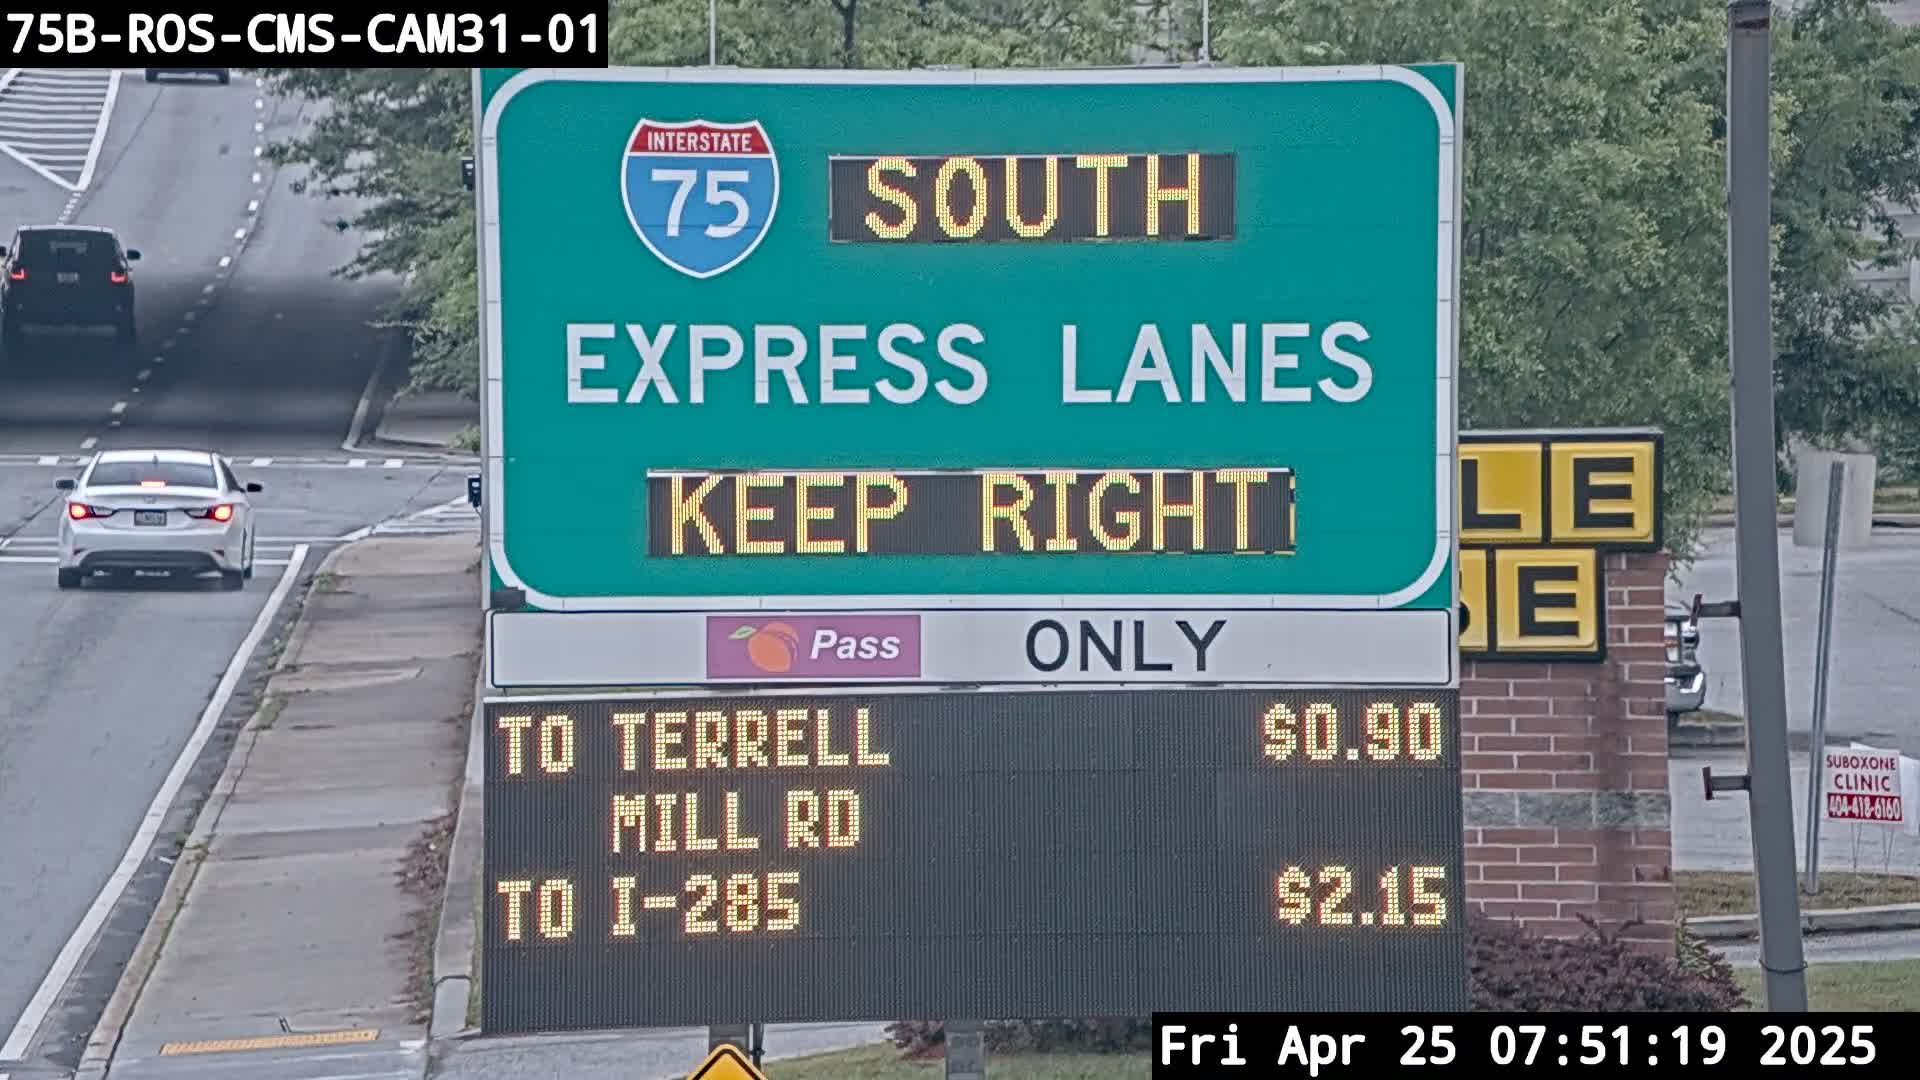 75B-ROS-CMS-CAM31-01
INTERSTATE
75
SOUTH
EXPRESS LANES
KEEP RIGHT
Pass ONLY
TO TERRELL $0.90
MILL RD
TO I-285 $2.15
LE
E
SUBOXONE
CLINIC
404-418-6160
Fri Apr 25 07:51:19 2025